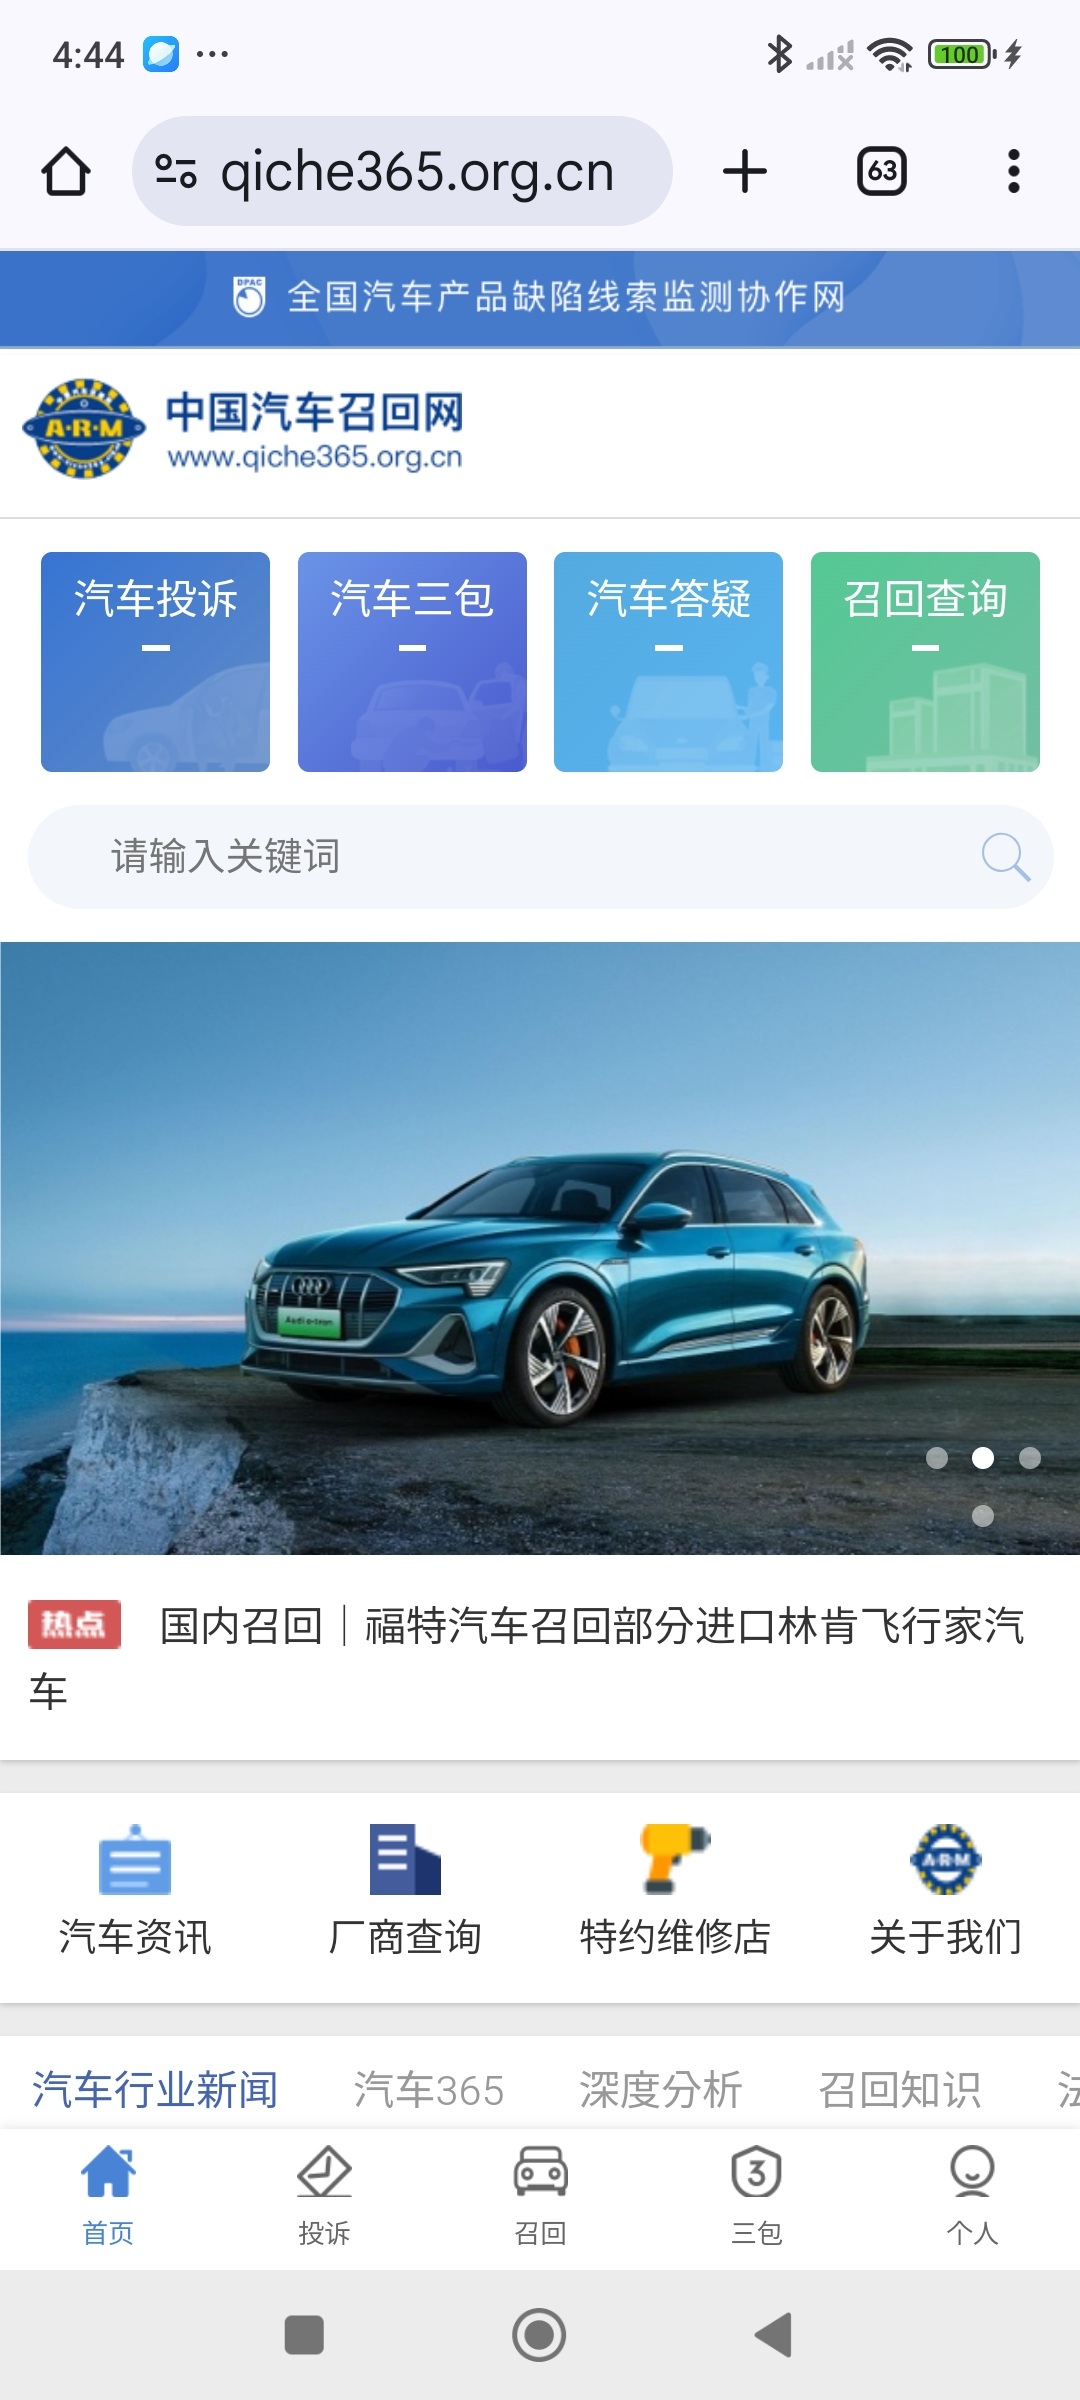 4:44
100
qiche365.org.cn
63
DPAC
全国汽车产品缺陷线索监测协作网
A·R·M
中国汽车召回网
www.qiche365.org.cn
汽车投诉
汽车三包
汽车答疑
召回查询
请输入关键词
Audi e-tron
热点 国内召回｜福特汽车召回部分进口林肯飞行家汽
车
ARM
汽车资讯
厂商查询
特约维修店
关于我们
汽车行业新闻
汽车365
深度分析
召回知识
3
首页
投诉
召回
三包
个人